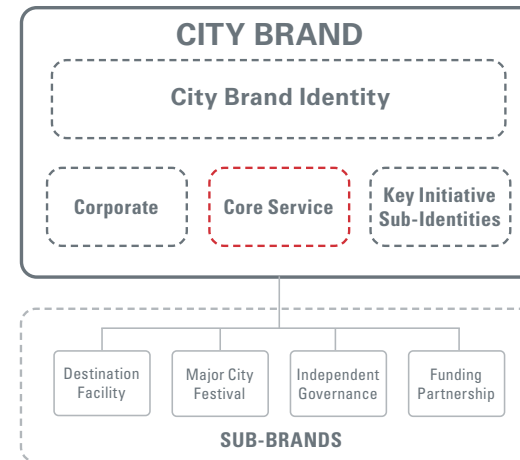 CITY BRAND
City Brand Identity
Corporate
Core Service
Key Initiative
Sub-Identities
Destination
Facility
Major City
Festival
Independent
Governance
Funding
Partnership
SUB-BRANDS